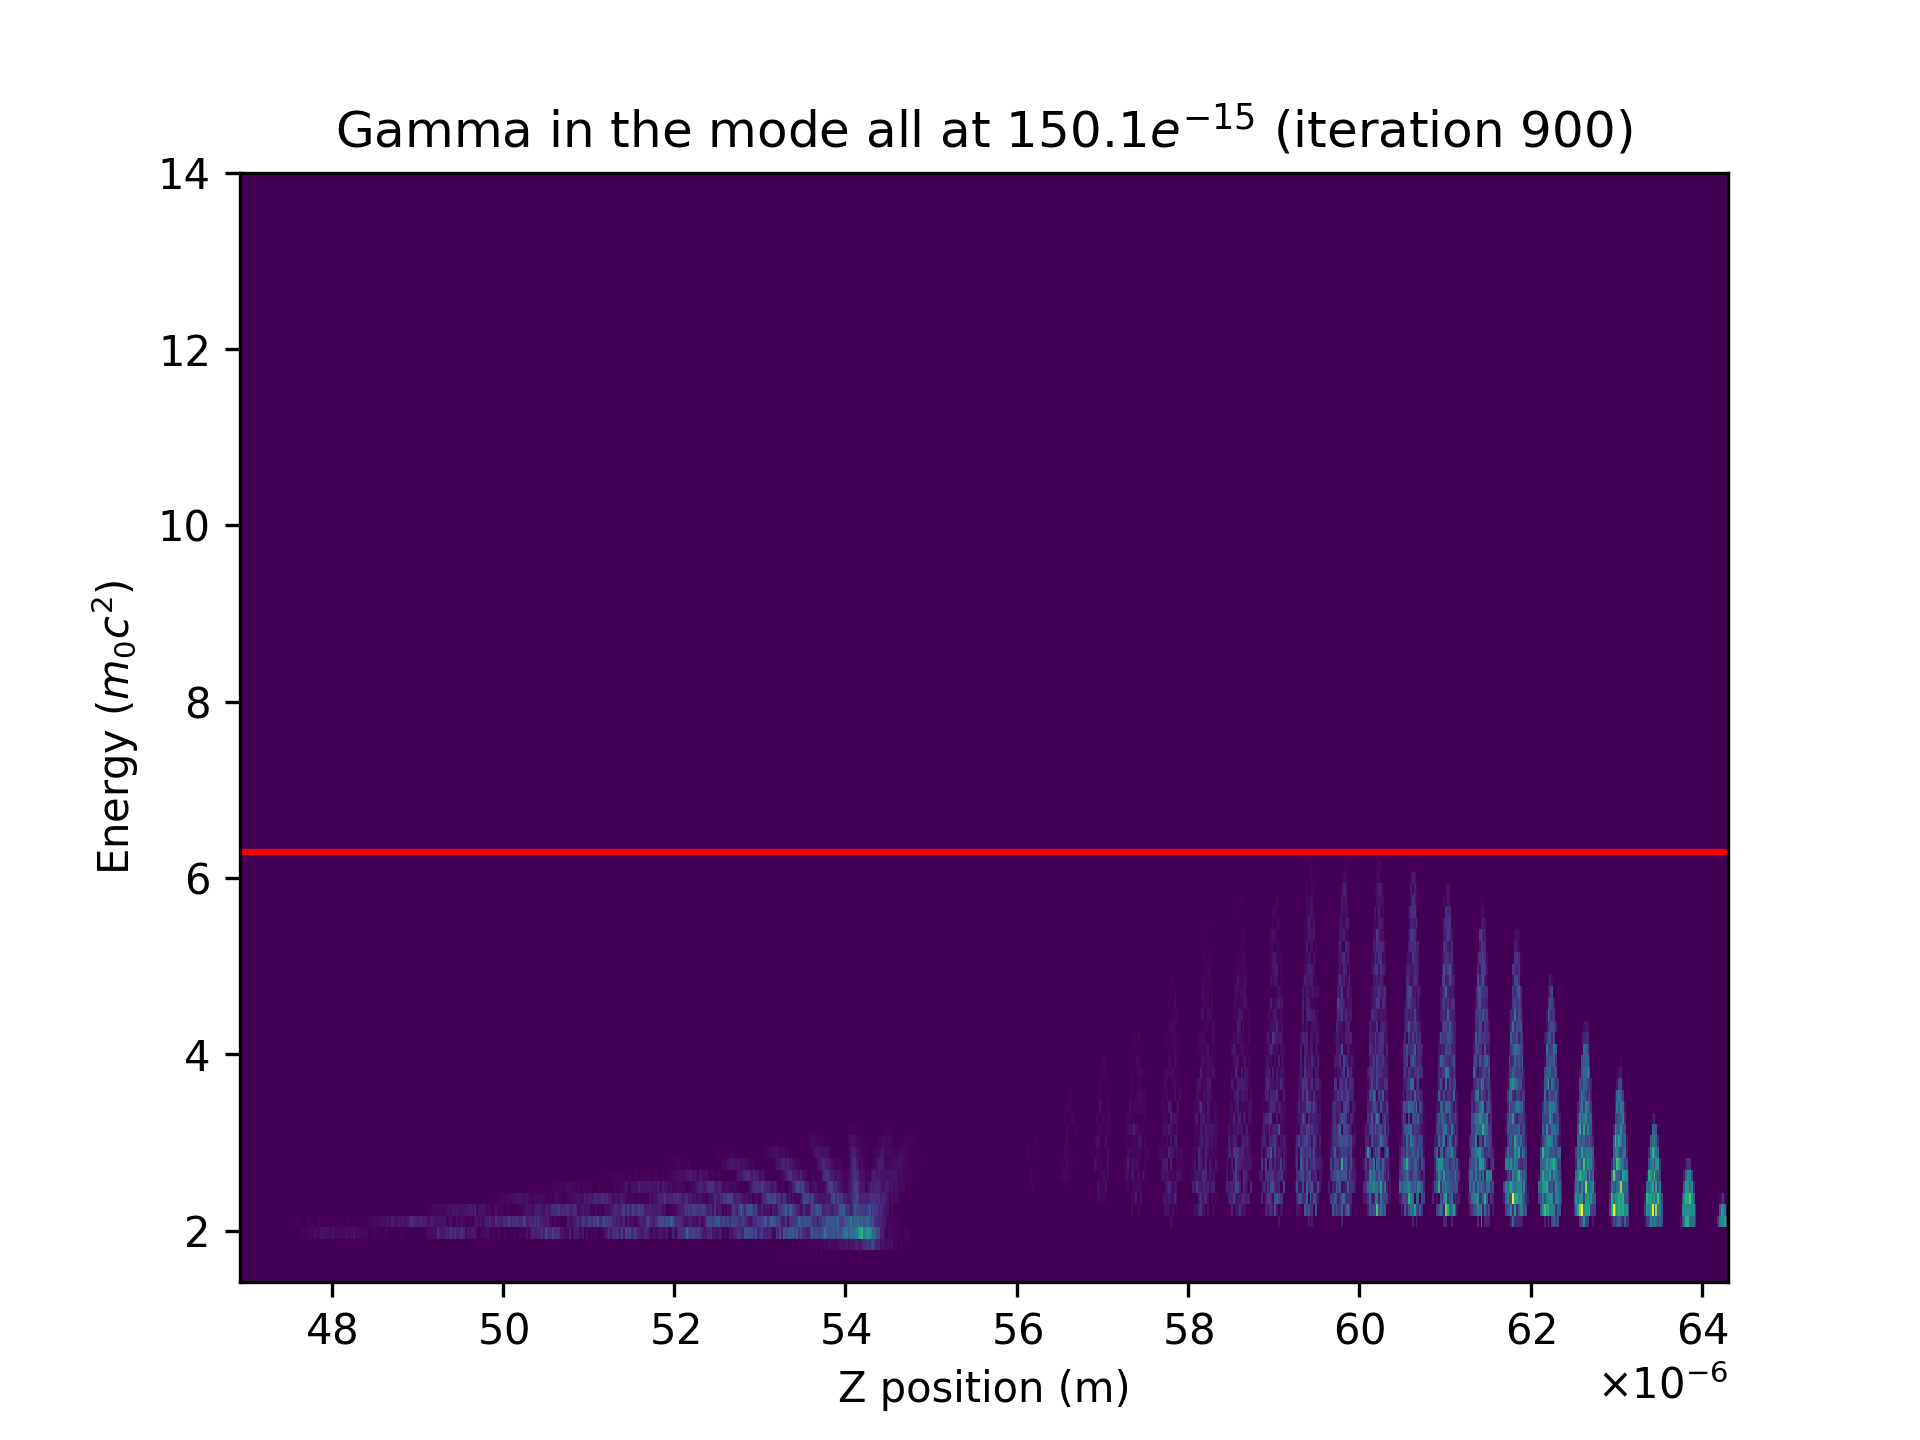 Gamma in the mode all at 150.1e⁻¹⁵ (iteration 900)
14
12
10
8
6
4
2
Energy (m₀c²)
48 50 52 54 56 58 60 62 64
×10⁻⁶
Z position (m)